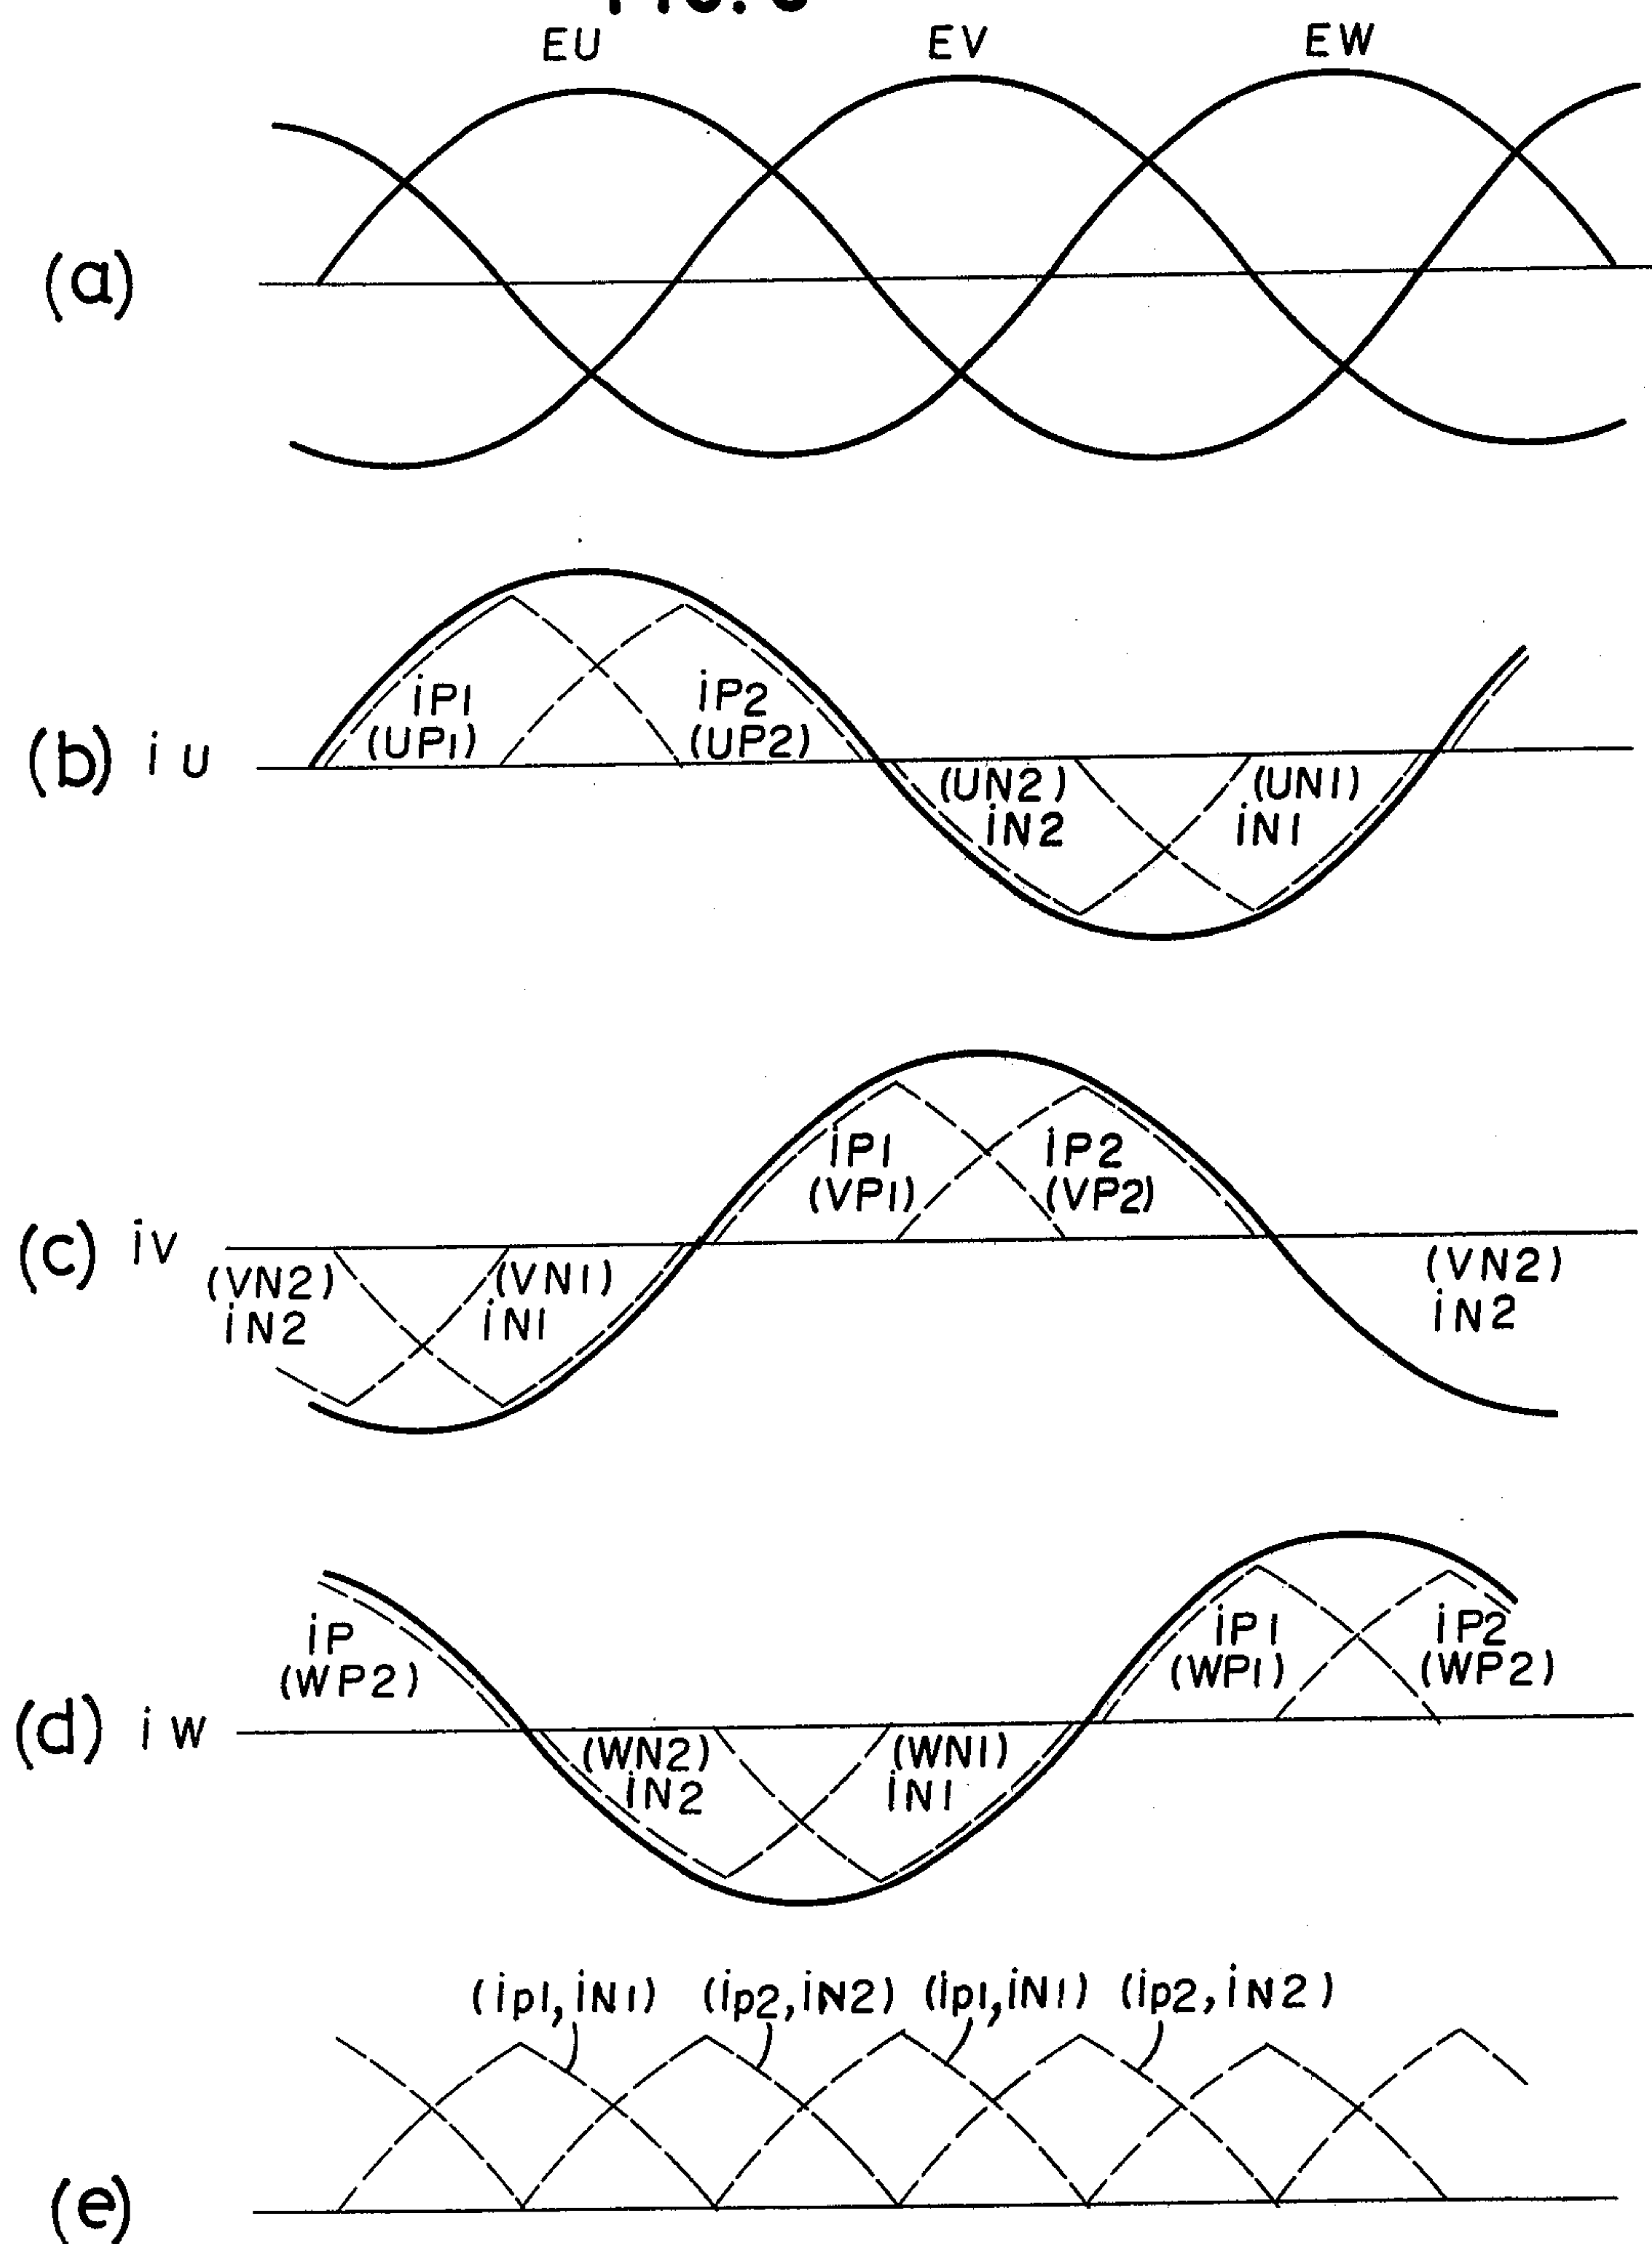 EU EV EW
(a)
(b) iU
iP1 iP2
(UP1) (UP2)
(UN2) (UN1)
iN2 iN1
(c) iV
iP1 iP2
(VP1) (VP2)
(VN2) (VN1) (VN2)
iN2 iN1 iN2
(d) iW
iP iP1 iP2
(WP2) (WP1) (WP2)
(WN2) (WN1)
iN2 iN1
(ip1,iN1) (ip2,iN2) (ip1,iN1) (ip2,iN2)
(e)